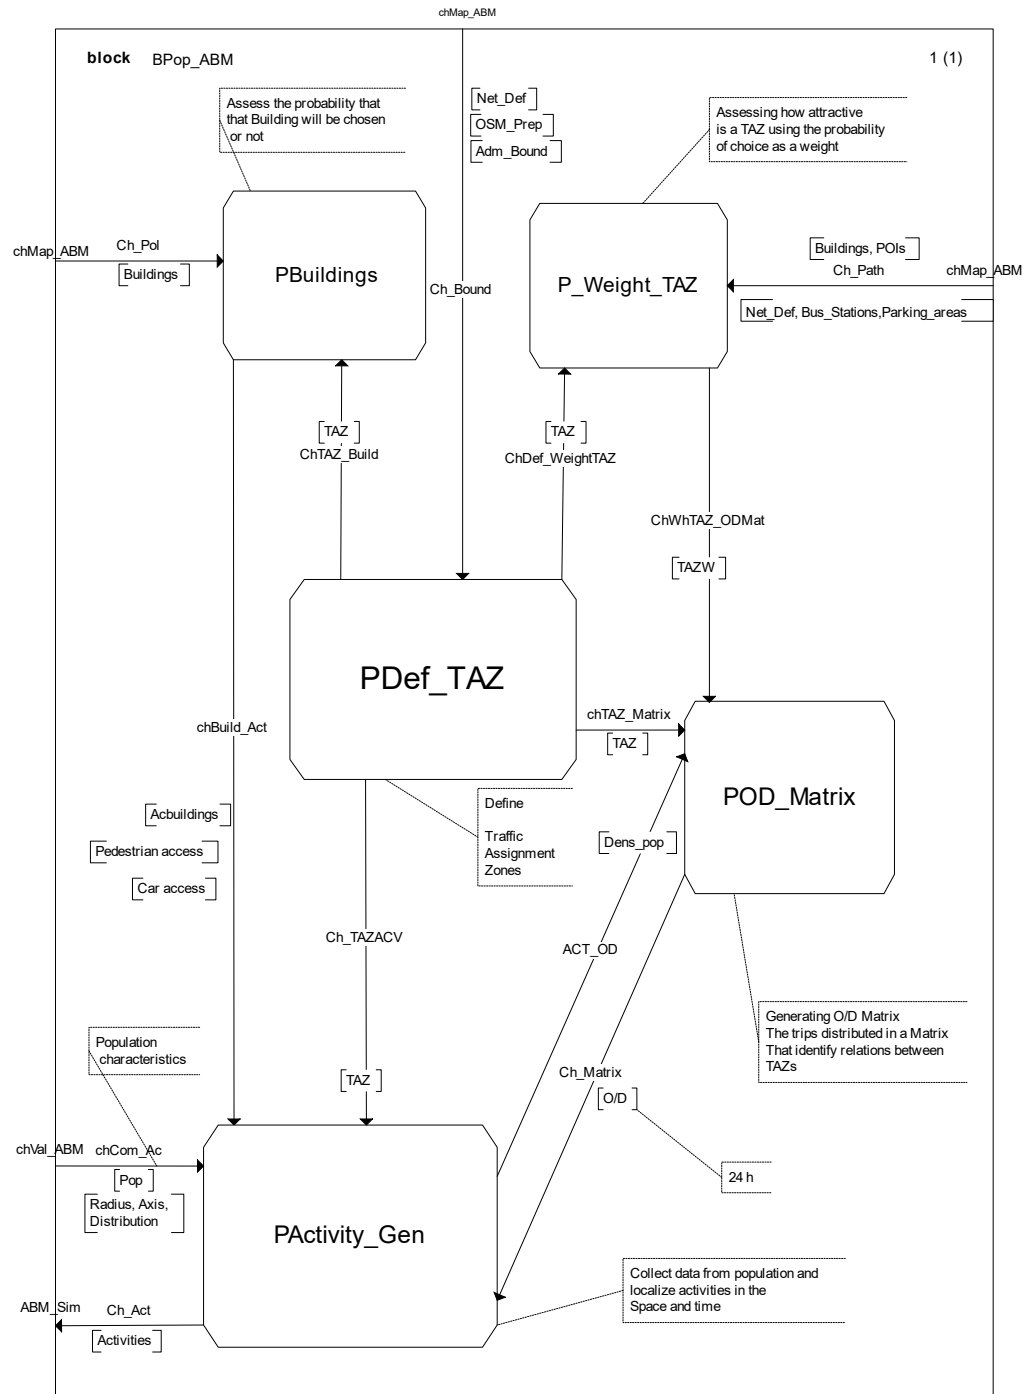 chMap_ABM
block BPop_ABM
1 (1)
Assess the probability that
that Building will be chosen
or not
Net_Def
OSM_Prep
Adm_Bound
Assessing how attractive
is a TAZ using the probability
of choice as a weight
chMap_ABM
Ch_Pol
Buildings
PBuildings
Ch_Bound
P_Weight_TAZ
Buildings, POIs
Ch_Path
chMap_ABM
Net_Def, Bus_Stations,Parking_areas
TAZ
ChTAZ_Build
TAZ
ChDef_WeightTAZ
ChWhTAZ_ODMat
TAZW
PDef_TAZ
chBuild_Act
chTAZ_Matrix
TAZ
POD_Matrix
Define
Traffic
Assignment
Zones
Acbuildings
Pedestrian access
Car access
Dens_pop
Ch_TAZACV
ACT_OD
Generating O/D Matrix
The trips distributed in a Matrix
That identify relations between
TAZs
Population
characteristics
TAZ
Ch_Matrix
O/D
24 h
chVal_ABM
chCom_Ac
Pop
Radius, Axis,
Distribution
PActivity_Gen
Collect data from population and
localize activities in the
Space and time
ABM_Sim
Ch_Act
Activities